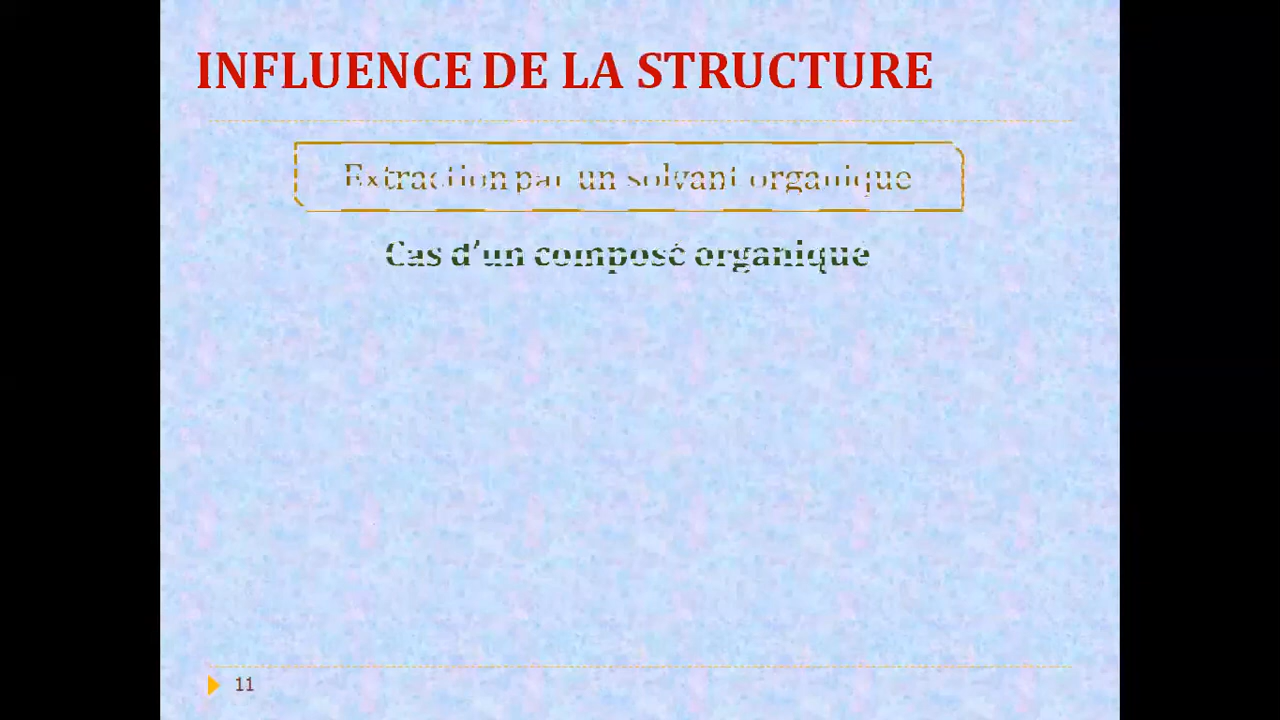 INFLUENCE DE LA STRUCTURE
Extraction par un solvant organique
Cas d’un composé organique
11